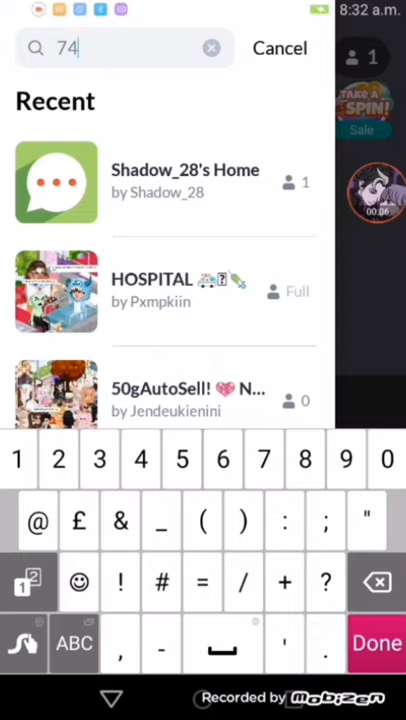 8:32 a.m.
74
Cancel
1
Recent
TAKE A
SPIN!
Sale
Shadow_28's Home
by Shadow_28
1
00:06
HOSPITAL 🚑⍰💉
by Pxmpkiin
Full
50gAutoSell! 💖 N...
by Jendeukienini
0
1 2 3 4 5 6 7 8 9 0
@ £ & _ ( ) : ; "
1 2 ☺ ! # = / + ?
ABC , - ' . Done
Recorded by Mobizen